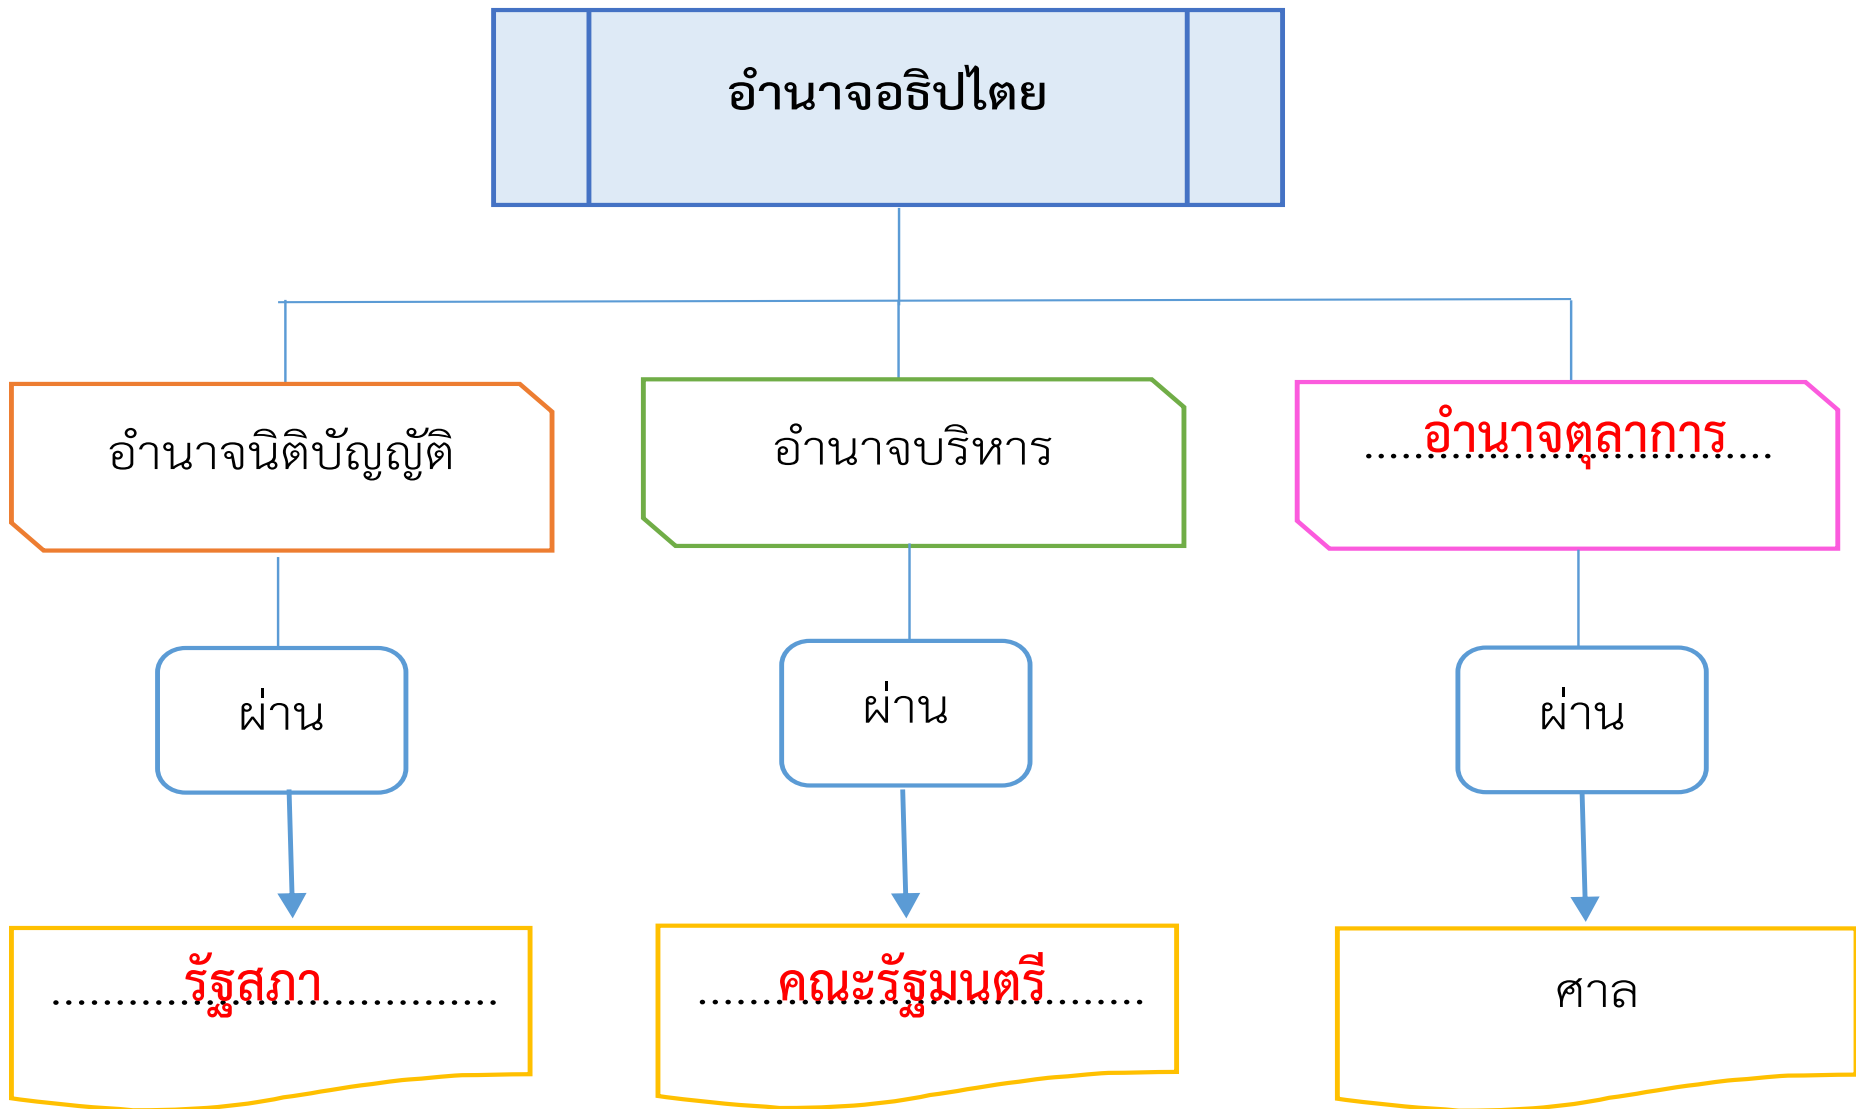 อำนาจอธิปไตย
อำนาจนิติบัญญัติ
อำนาจบริหาร
อำนาจตุลาการ
ผ่าน
ผ่าน
ผ่าน
รัฐสภา
คณะรัฐมนตรี
ศาล